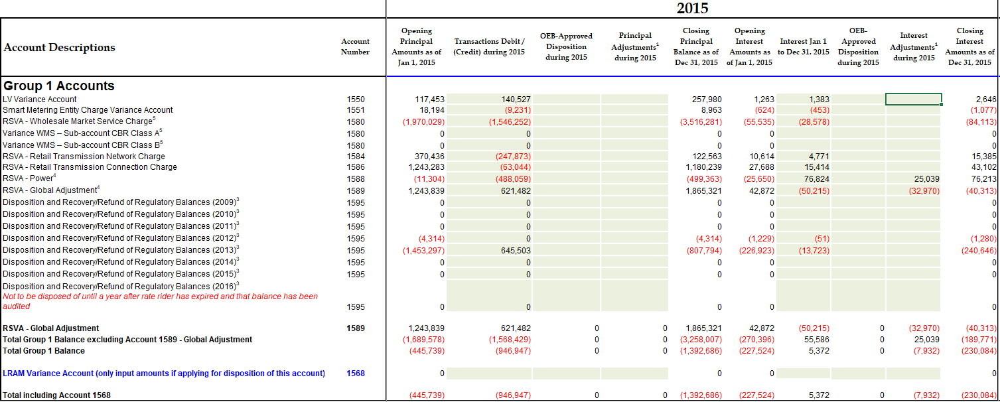 2015
Account Descriptions Account Number Opening Principal Amounts as of Jan 1, 2015 Transactions Debit / (Credit) during 2015 OEB-Approved Disposition during 2015 Principal Adjustments¹ during 2015 Closing Principal Balance as of Dec 31, 2015 Opening Interest Amounts as of Jan 1, 2015 Interest Jan 1 to Dec 31. 2015 OEB-Approved Disposition during 2015 Interest Adjustments¹ during 2015 Closing Interest Amounts as of Dec 31, 2015
Group 1 Accounts
LV Variance Account 1550 117,453 140,527 257,980 1,263 1,383 2,646
Smart Metering Entity Charge Variance Account 1551 18,194 (9,231) 8,963 (624) (453) (1,077)
RSVA - Wholesale Market Service Charge⁵ 1580 (1,970,029) (1,546,252) (3,516,281) (55,535) (28,578) (84,113)
Variance WMS – Sub-account CBR Class A⁵ 1580 0 0 0 0 0
Variance WMS – Sub-account CBR Class B⁵ 1580 0 0 0 0 0
RSVA - Retail Transmission Network Charge 1584 370,436 (247,873) 122,563 10,614 4,771 15,385
RSVA - Retail Transmission Connection Charge 1586 1,243,283 (63,044) 1,180,239 27,688 15,414 43,102
RSVA - Power⁴ 1588 (11,304) (488,059) (499,363) (25,650) 76,824 25,039 76,213
RSVA - Global Adjustment⁴ 1589 1,243,839 621,482 1,865,321 42,872 (50,215) (32,970) (40,313)
Disposition and Recovery/Refund of Regulatory Balances (2009)³ 1595 0 0 0 0 0
Disposition and Recovery/Refund of Regulatory Balances (2010)³ 1595 0 0 0 0 0
Disposition and Recovery/Refund of Regulatory Balances (2011)³ 1595 0 0 0 0 0
Disposition and Recovery/Refund of Regulatory Balances (2012)³ 1595 (4,314) 0 (4,314) (1,229) (51) (1,280)
Disposition and Recovery/Refund of Regulatory Balances (2013)³ 1595 (1,453,297) 645,503 (807,794) (226,923) (13,723) (240,646)
Disposition and Recovery/Refund of Regulatory Balances (2014)³ 1595 0 0 0 0 0
Disposition and Recovery/Refund of Regulatory Balances (2015)³ 1595 0 0 0 0 0
Disposition and Recovery/Refund of Regulatory Balances (2016)³
Not to be disposed of until a year after rate rider has expired and that balance has been
audited 1595 0 0 0 0 0
RSVA - Global Adjustment 1589 1,243,839 621,482 0 0 1,865,321 42,872 (50,215) 0 (32,970) (40,313)
Total Group 1 Balance excluding Account 1589 - Global Adjustment (1,689,578) (1,568,429) 0 0 (3,258,007) (270,396) 55,586 0 25,039 (189,771)
Total Group 1 Balance (445,739) (946,947) 0 0 (1,392,686) (227,524) 5,372 0 (7,932) (230,084)
LRAM Variance Account (only input amounts if applying for disposition of this account) 1568 0 0 0 0
Total including Account 1568 (445,739) (946,947) 0 0 (1,392,686) (227,524) 5,372 0 (7,932) (230,084)